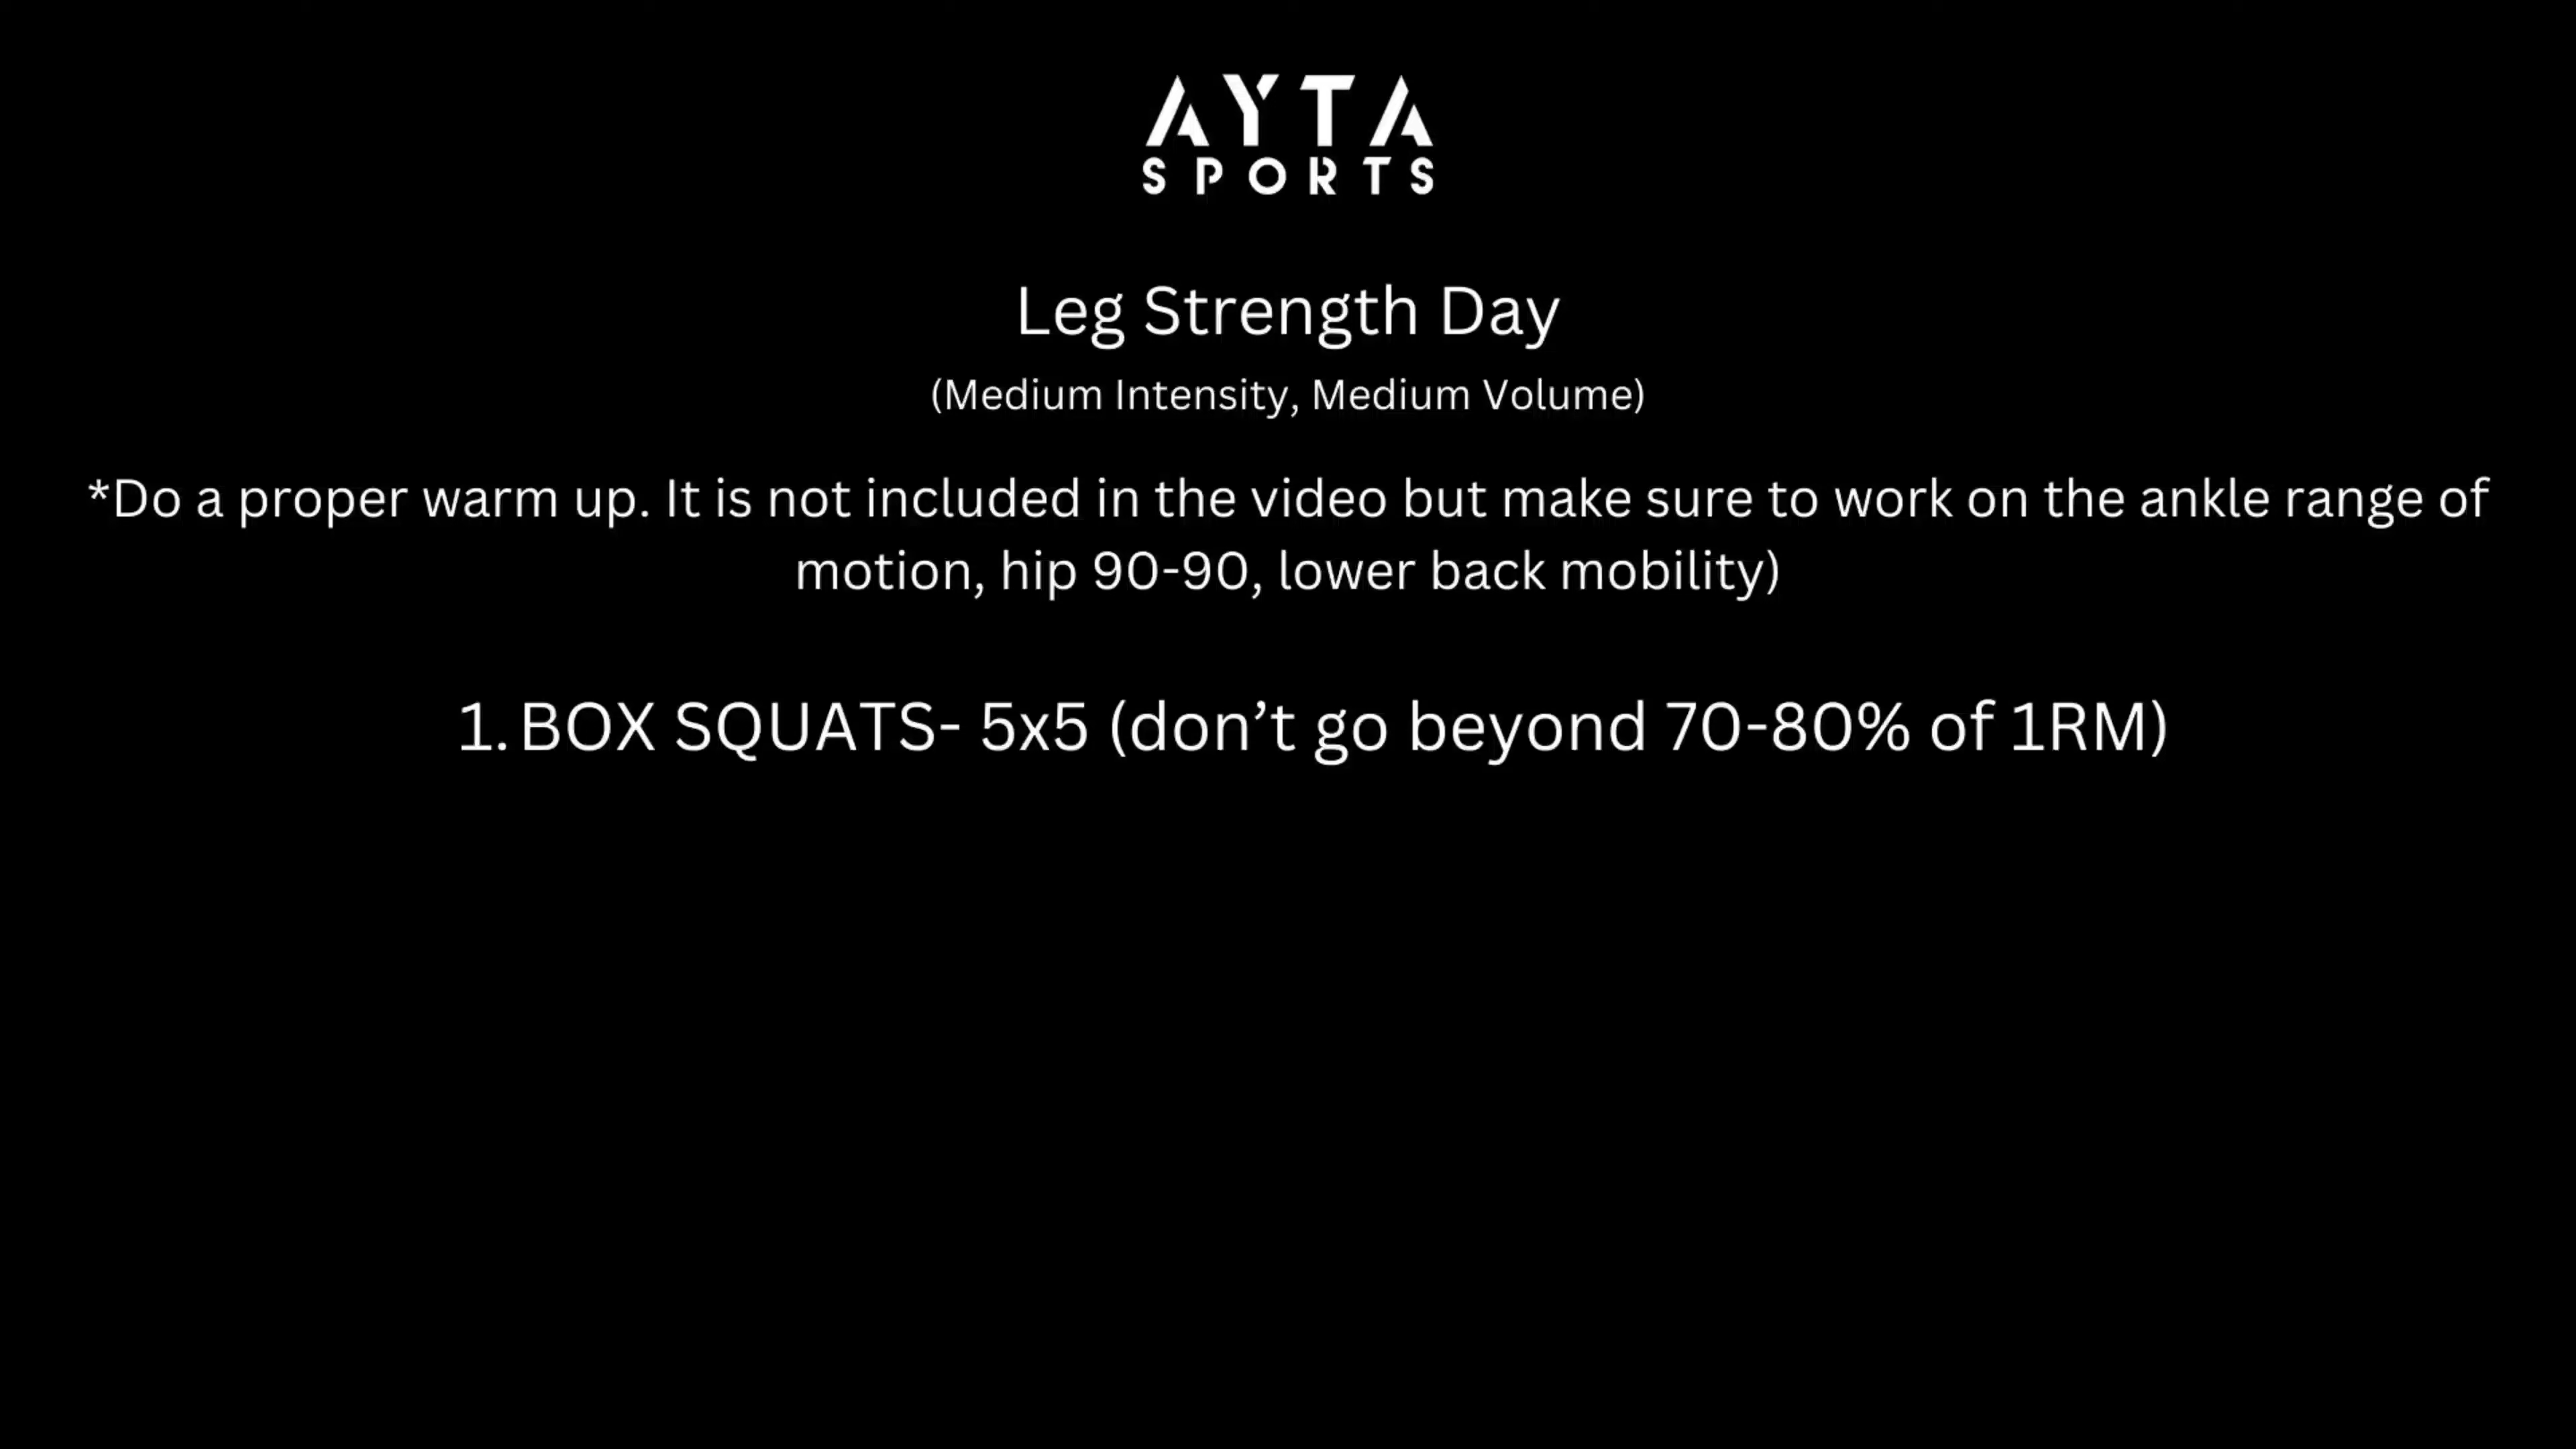 AYTA
SPORTS
Leg Strength Day
(Medium Intensity, Medium Volume)
*Do a proper warm up. It is not included in the video but make sure to work on the ankle range of
motion, hip 90-90, lower back mobility)
1. BOX SQUATS- 5x5 (don’t go beyond 70-80% of 1RM)